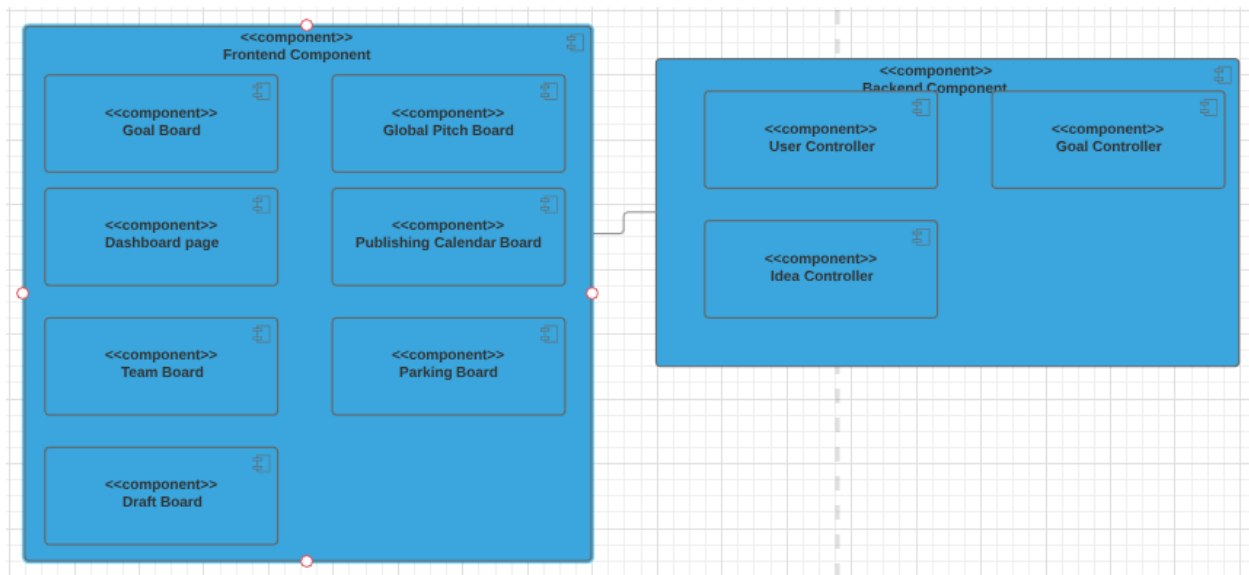 <<component>>
Frontend Component
<<component>>
Goal Board
<<component>>
Global Pitch Board
<<component>>
Dashboard page
<<component>>
Publishing Calendar Board
<<component>>
Team Board
<<component>>
Parking Board
<<component>>
Draft Board
<<component>>
Backend Component
<<component>>
User Controller
<<component>>
Goal Controller
<<component>>
Idea Controller